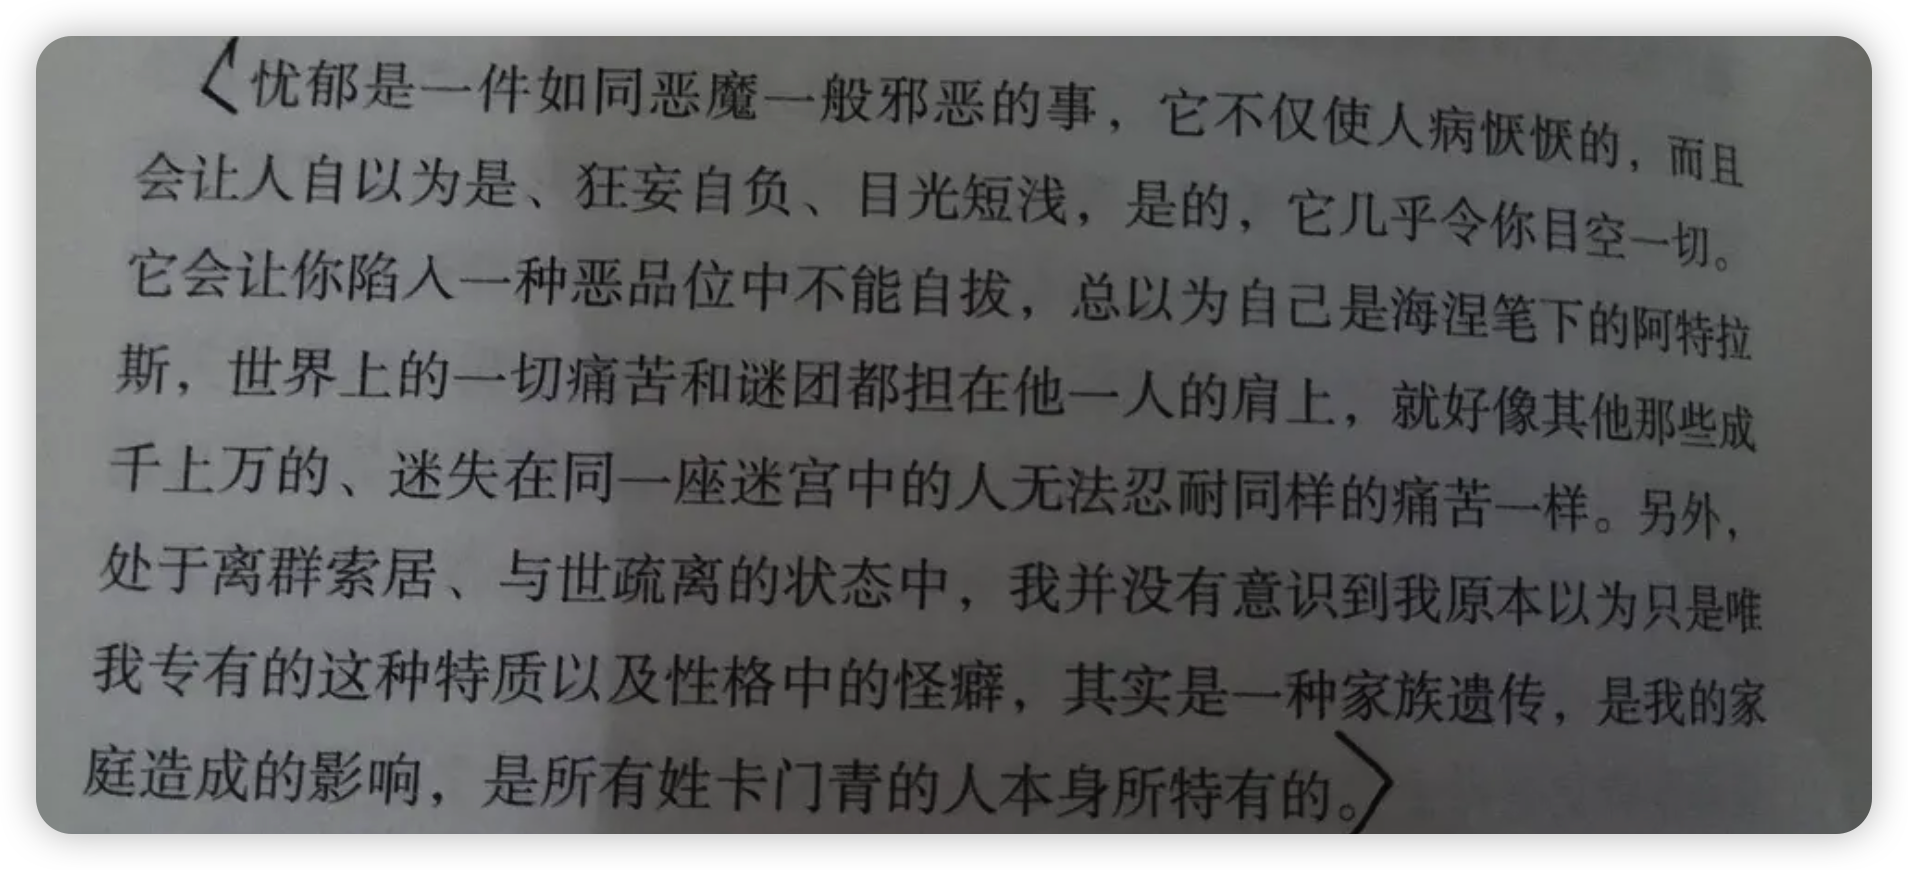 忧郁是一件如同恶魔一般邪恶的事，它不仅使人病恹恹的，而且
会让人自以为是、狂妄自负、目光短浅，是的，它几乎令你目空一切。
它会让你陷入一种恶品位中不能自拔，总以为自己是海涅笔下的阿特拉
斯，世界上的一切痛苦和谜团都担在他一人的肩上，就好像其他那些成
千上万的、迷失在同一座迷宫中的人无法忍耐同样的痛苦一样。另外，
处于离群索居、与世疏离的状态中，我并没有意识到我原本以为只是唯
我专有的这种特质以及性格中的怪癖，其实是一种家族遗传，是我的家
庭造成的影响，是所有姓卡门青的人本身所特有的。